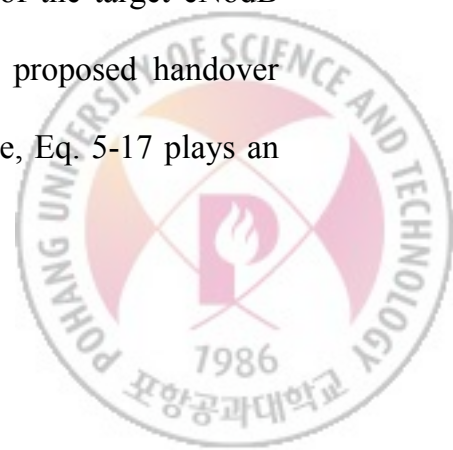 of the target eNodB
proposed handover
e, Eq. 5-17 plays an
POHANG UNIVERSITY OF SCIENCE AND TECHNOLOGY
1986
포항공과대학교